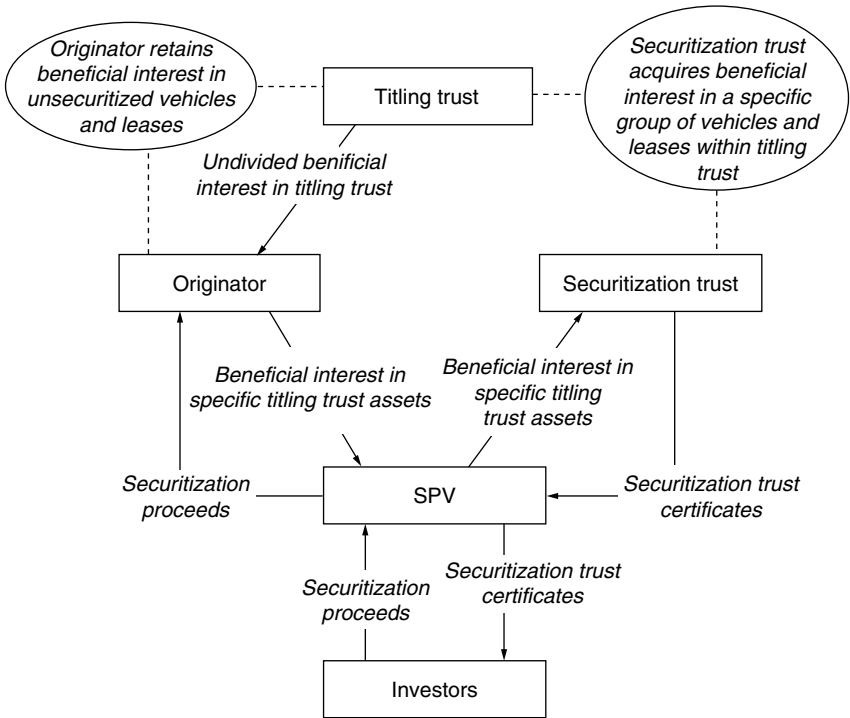 Originator retains
beneficial interest in
unsecuritized vehicles
and leases
Titling trust
Securitization trust
acquires beneficial
interest in a specific
group of vehicles and
leases within titling
trust
Undivided benificial
interest in titling trust
Originator
Securitization trust
Beneficial interest in
specific titling trust assets
Beneficial interest in
specific titling
trust assets
Securitization
proceeds
SPV
Securitization trust
certificates
Securitization
proceeds
Securitization trust
certificates
Investors